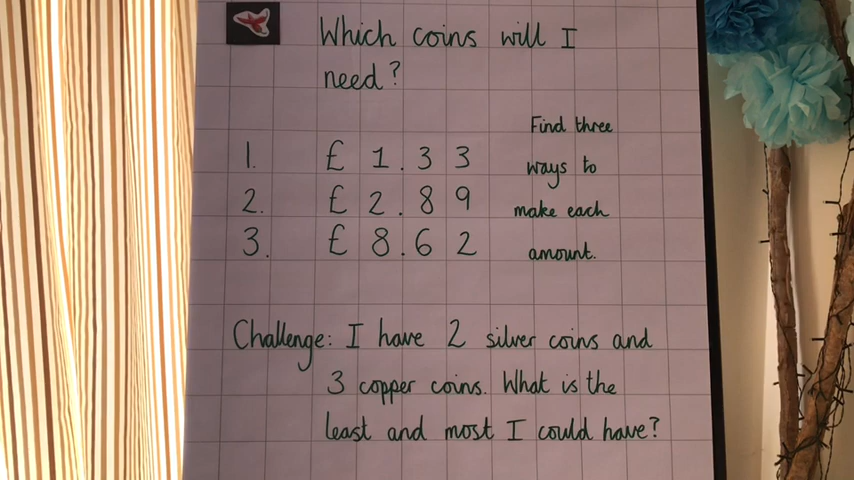 Which coins will I
need?
1. £ 1.33
2. £ 2.89
3. £ 8.62
Find three
ways to
make each
amount.
Challenge: I have 2 silver coins and
3 copper coins. What is the
least and most I could have?